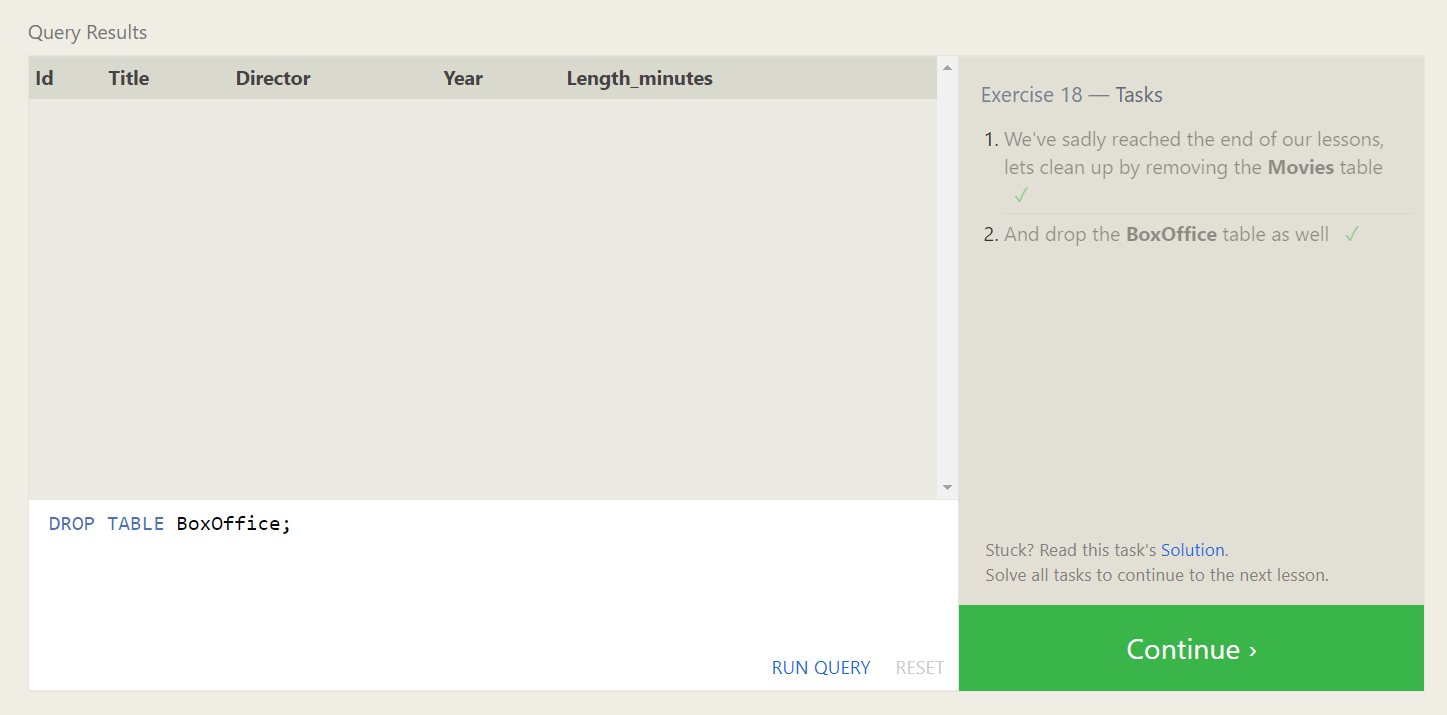 Query Results
Id Title Director Year Length_minutes
Exercise 18 — Tasks
1. We've sadly reached the end of our lessons,
lets clean up by removing the Movies table
✓
2. And drop the BoxOffice table as well ✓
DROP TABLE BoxOffice;
RUN QUERY RESET
Stuck? Read this task's Solution.
Solve all tasks to continue to the next lesson.
Continue ›